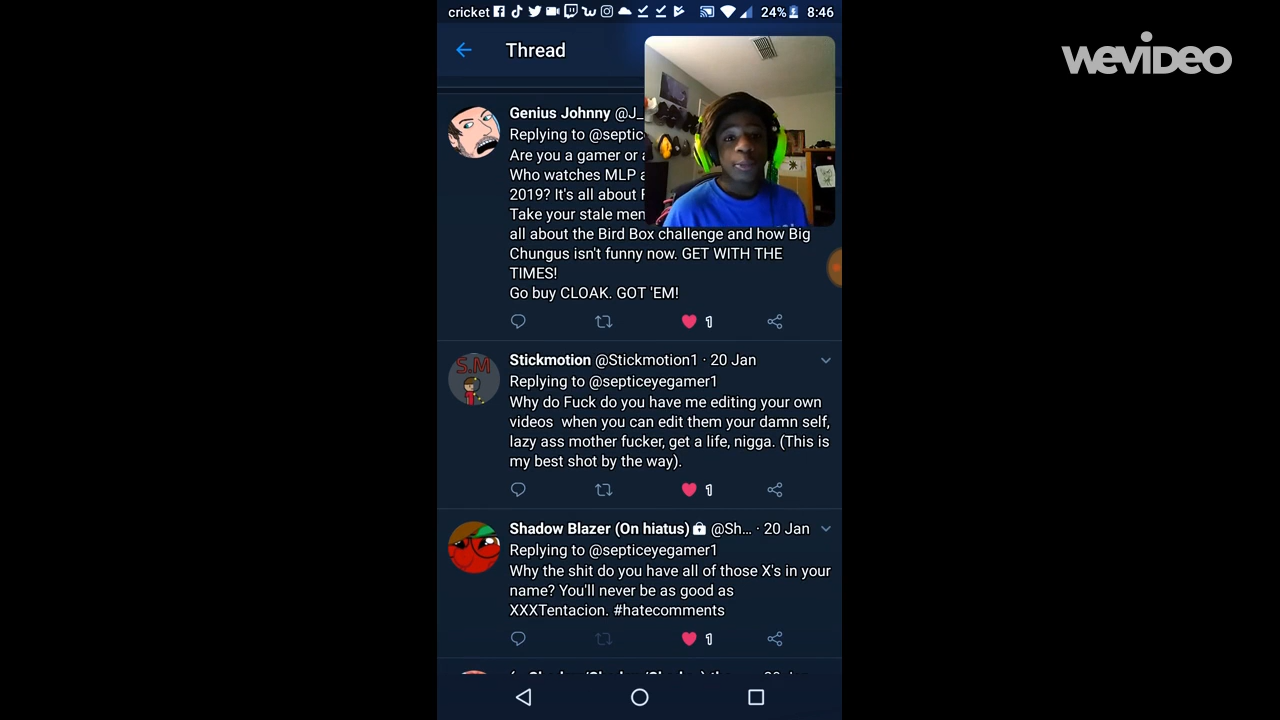 cricket 24% 8:46
WEVIDEO
Thread
Genius Johnny @J_
Replying to @septic
Are you a gamer or
Who watches MLP
2019? It's all about
Take your stale
all about the Bird Box challenge and how Big
Chungus isn't funny now. GET WITH THE
TIMES!
Go buy CLOAK. GOT 'EM!
1
Stickmotion @Stickmotion1 · 20 Jan
S.M
Replying to @septiceyegamer1
Why do Fuck do you have me editing your own
videos when you can edit them your damn self,
lazy ass mother fucker, get a life, nigga. (This is
my best shot by the way).
1
Shadow Blazer (On hiatus) @Sh... · 20 Jan
Replying to @septiceyegamer1
Why the shit do you have all of those X's in your
name? You'll never be as good as
XXXTentacion. #hatecomments
1